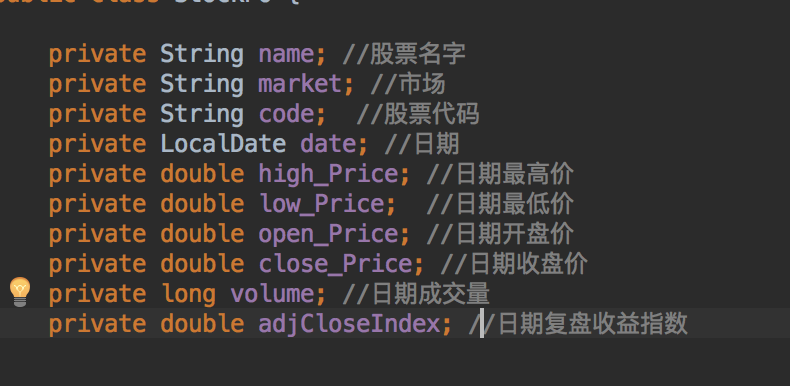 public class StockPO {
private String name; //股票名字
private String market; //市场
private String code;  //股票代码
private LocalDate date; //日期
private double high_Price; //日期最高价
private double low_Price;  //日期最低价
private double open_Price; //日期开盘价
private double close_Price; //日期收盘价
private long volume; //日期成交量
private double adjCloseIndex; //日期复盘收益指数